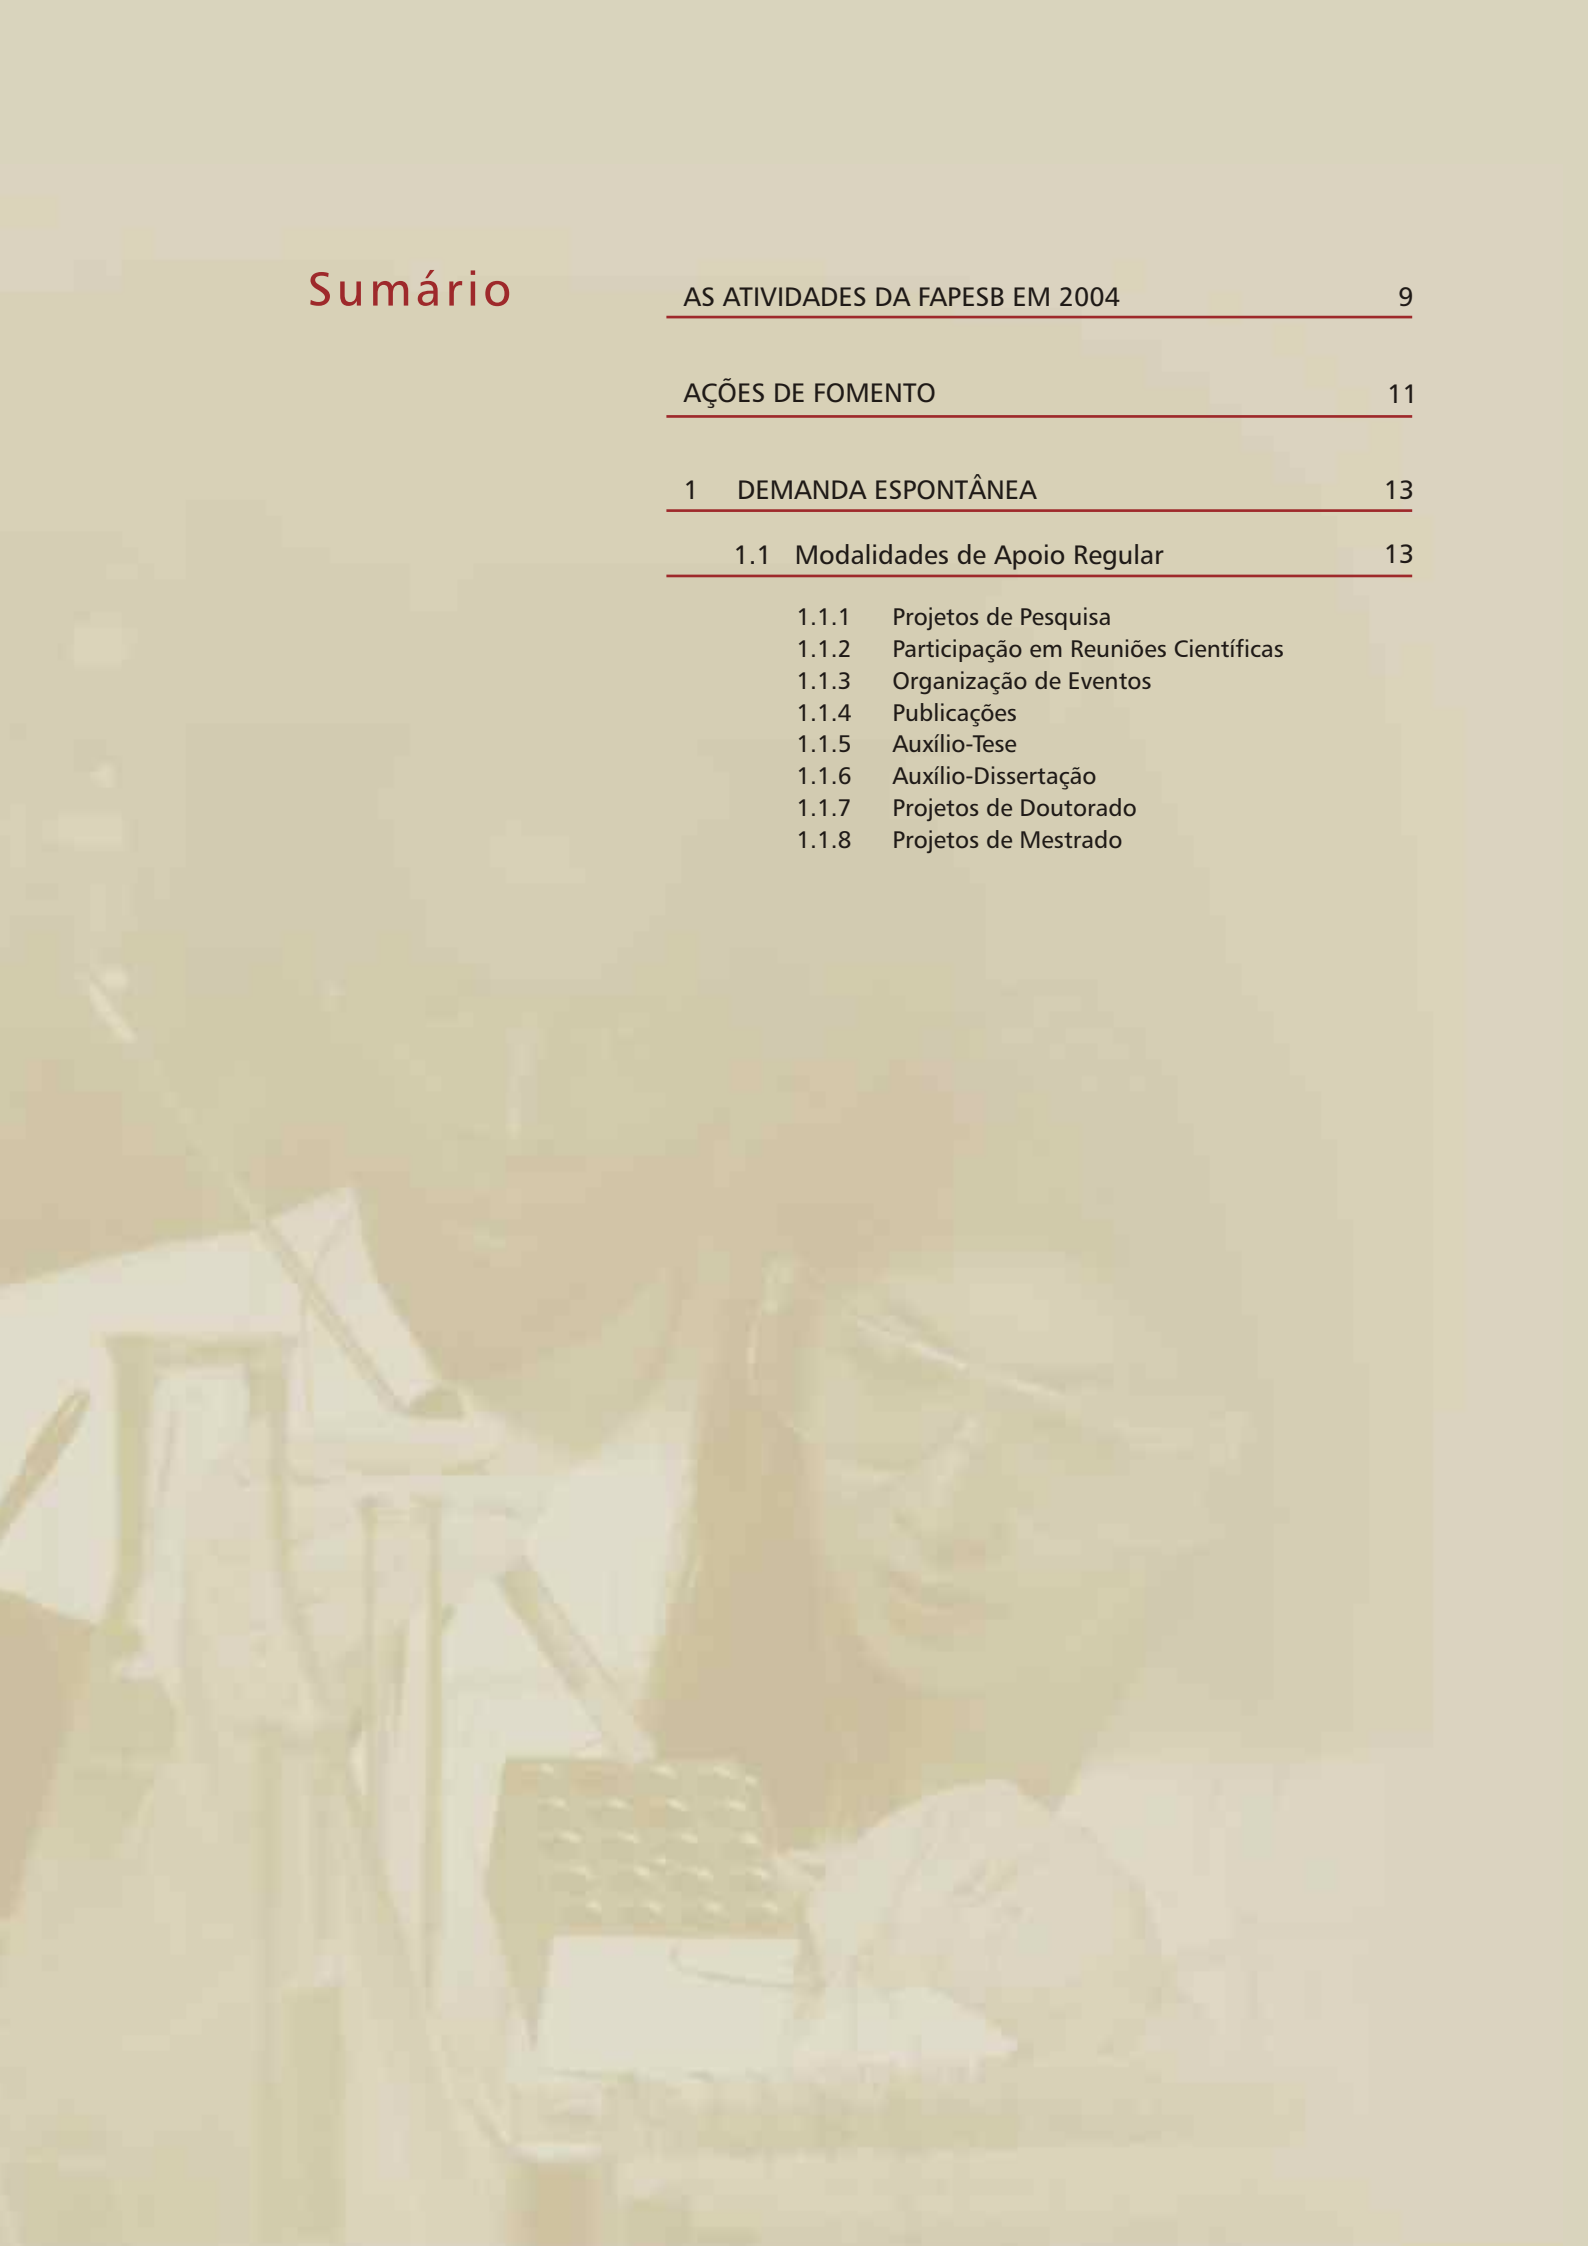 Sumário
AS ATIVIDADES DA FAPESB EM 2004 9
AÇÕES DE FOMENTO 11
1 DEMANDA ESPONTÂNEA 13
1.1 Modalidades de Apoio Regular 13
1.1.1 Projetos de Pesquisa
1.1.2 Participação em Reuniões Científicas
1.1.3 Organização de Eventos
1.1.4 Publicações
1.1.5 Auxílio-Tese
1.1.6 Auxílio-Dissertação
1.1.7 Projetos de Doutorado
1.1.8 Projetos de Mestrado